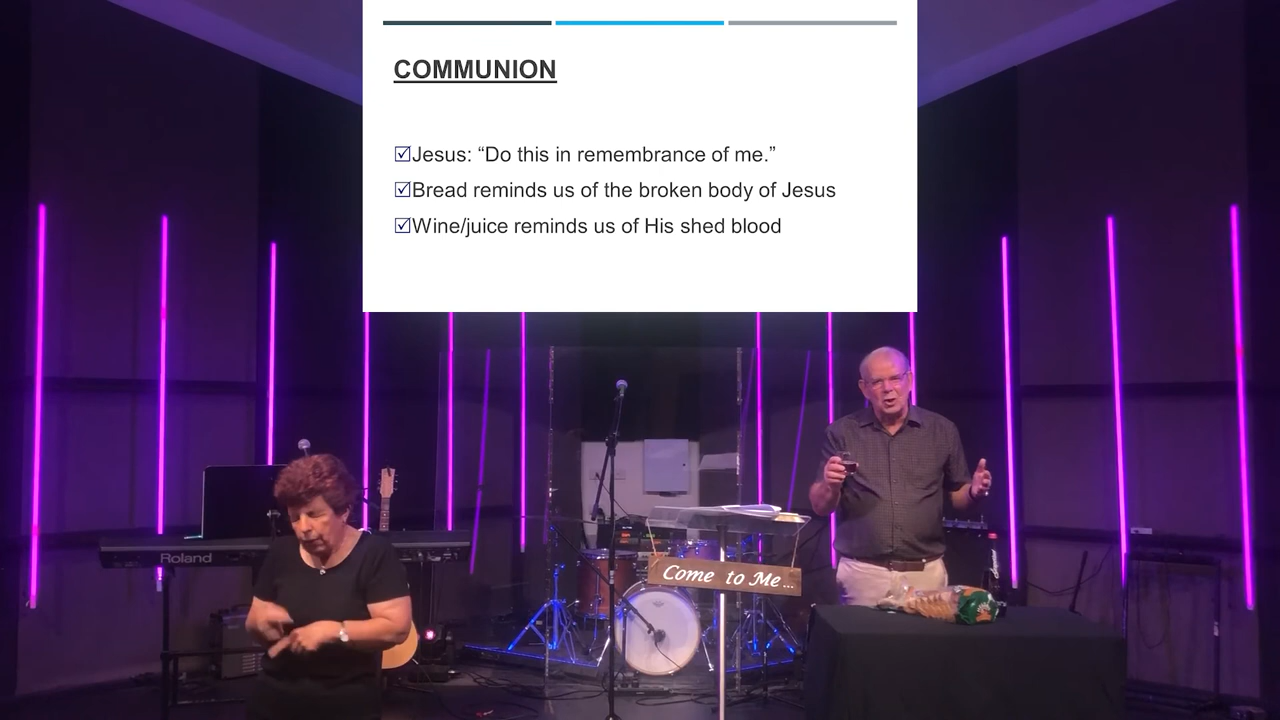 COMMUNION
☑Jesus: “Do this in remembrance of me.”
☑Bread reminds us of the broken body of Jesus
☑Wine/juice reminds us of His shed blood
Roland
Come to Me...